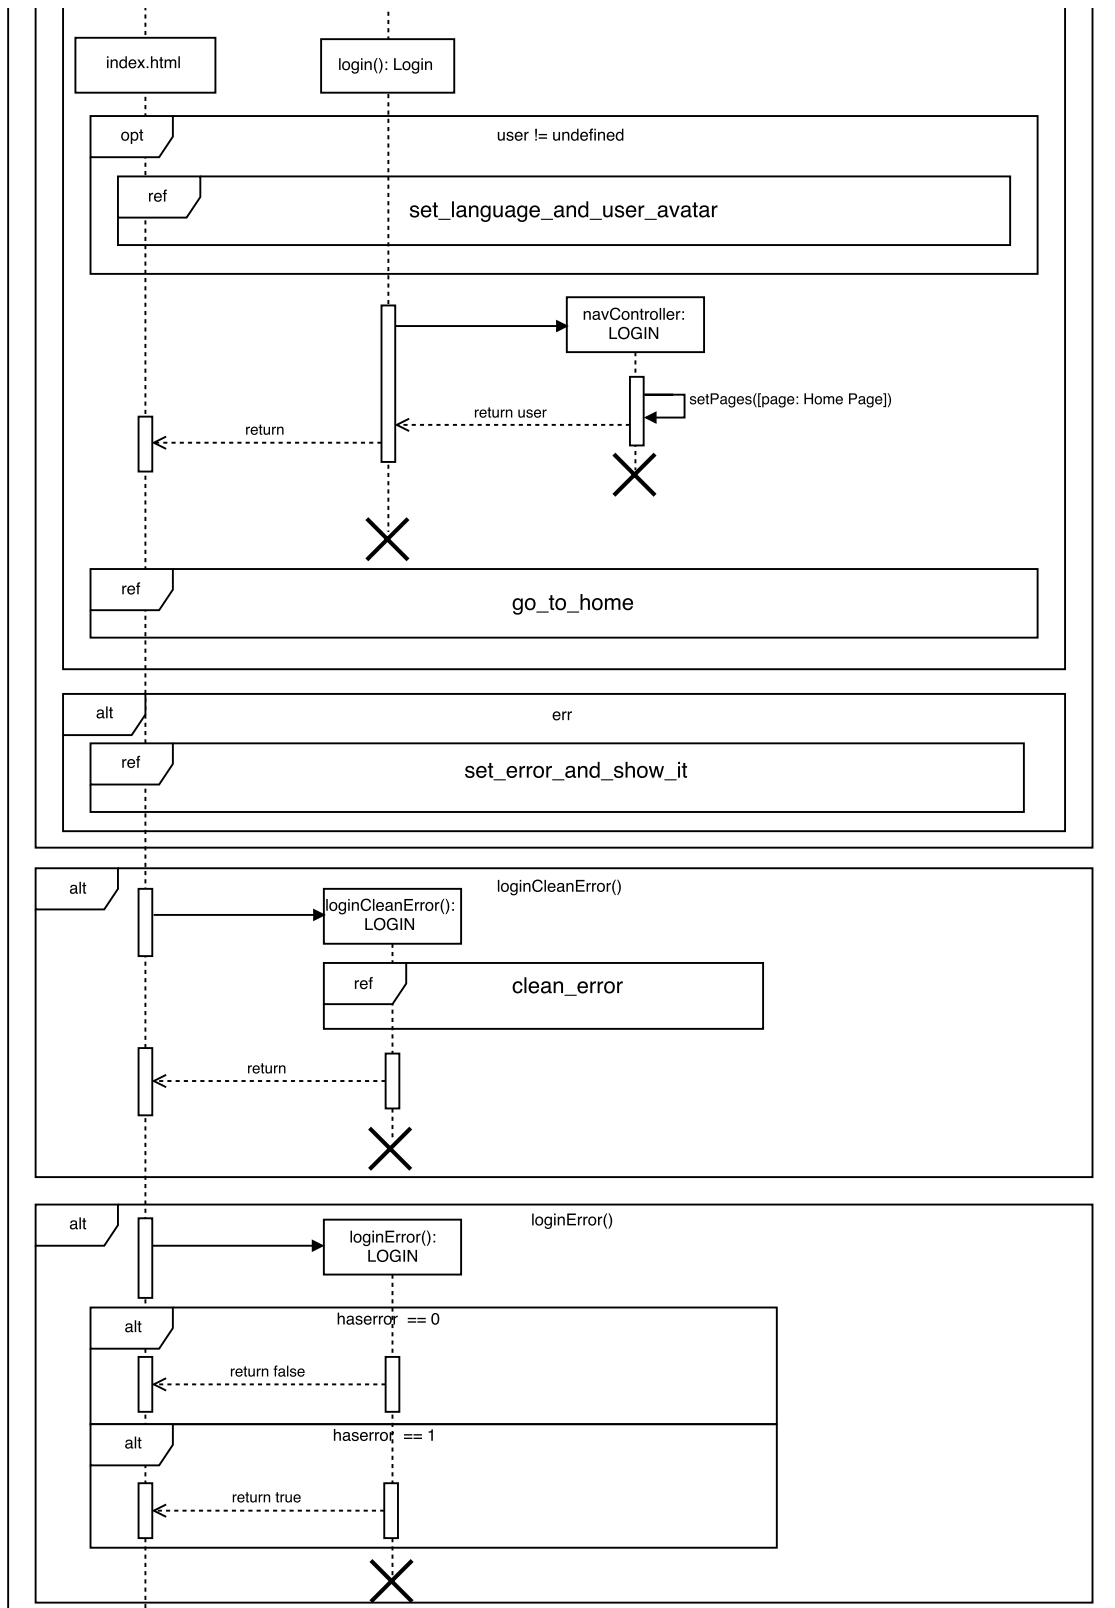 index.html
login(): Login
opt
user != undefined
ref
set_language_and_user_avatar
navController:
LOGIN
setPages([page: Home Page])
return user
return
ref
go_to_home
alt
err
ref
set_error_and_show_it
alt
loginCleanError()
loginCleanError():
LOGIN
ref
clean_error
return
alt
loginError()
loginError():
LOGIN
alt
haserror == 0
return false
alt
haserror == 1
return true